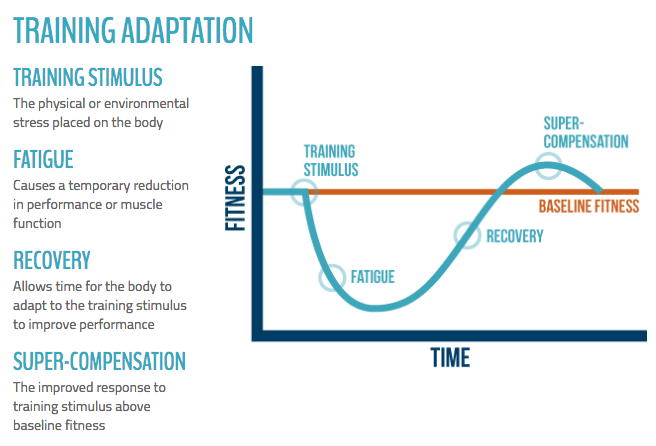 TRAINING ADAPTATION
TRAINING STIMULUS
The physical or environmental
stress placed on the body
FATIGUE
Causes a temporary reduction
in performance or muscle
function
RECOVERY
Allows time for the body to
adapt to the training stimulus
to improve performance
SUPER-COMPENSATION
The improved response to
training stimulus above
baseline fitness
FITNESS
TRAINING
STIMULUS
FATIGUE
RECOVERY
SUPER-
COMPENSATION
BASELINE FITNESS
TIME